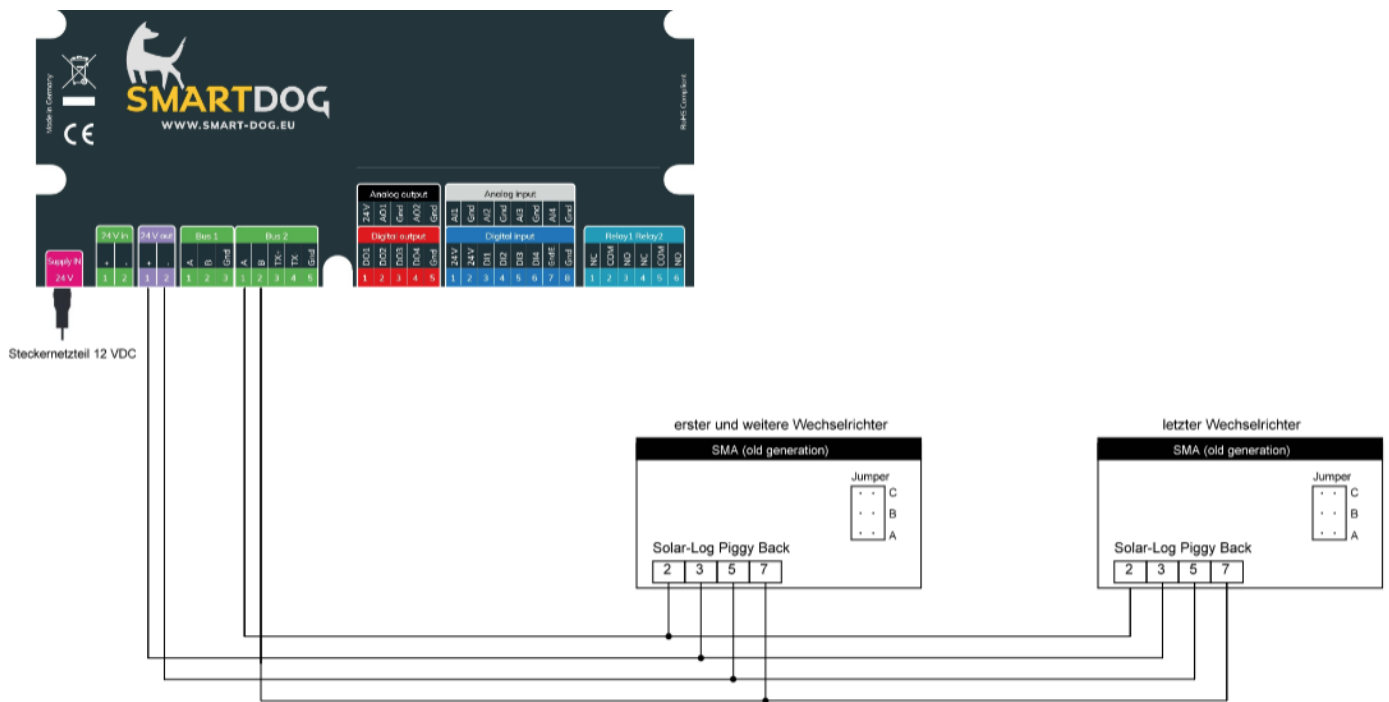 Made in Germany
CE
SMARTDOG
WWW.SMART-DOG.EU
RoHS Compliant
Analog output
Analog input
24V AO1 Gnd AO2 Gnd
AI1 Gnd AI2 Gnd AI3 Gnd AI4 Gnd
24 V in
24 V out
Bus 1
Bus 2
Digital output
Digital input
Relay1 Relay2
+ - + - A B Gnd A B TX- TX Gnd
DO1 DO2 DO3 DO4 Gnd
24V 24V DI1 DI2 DI3 DI4 Gnd
NC COM NO NC COM NO
Supply IN
24 V
1 2 1 2 1 2 3 1 2 3 4 5
1 2 3 4 5
1 2 3 4 5 6 7 8
1 2 3 4 5 6
Steckernetzteil 12 VDC
erster und weitere Wechselrichter
SMA (old generation)
Jumper
C
B
A
Solar-Log Piggy Back
2 3 5 7
letzter Wechselrichter
SMA (old generation)
Jumper
C
B
A
Solar-Log Piggy Back
2 3 5 7